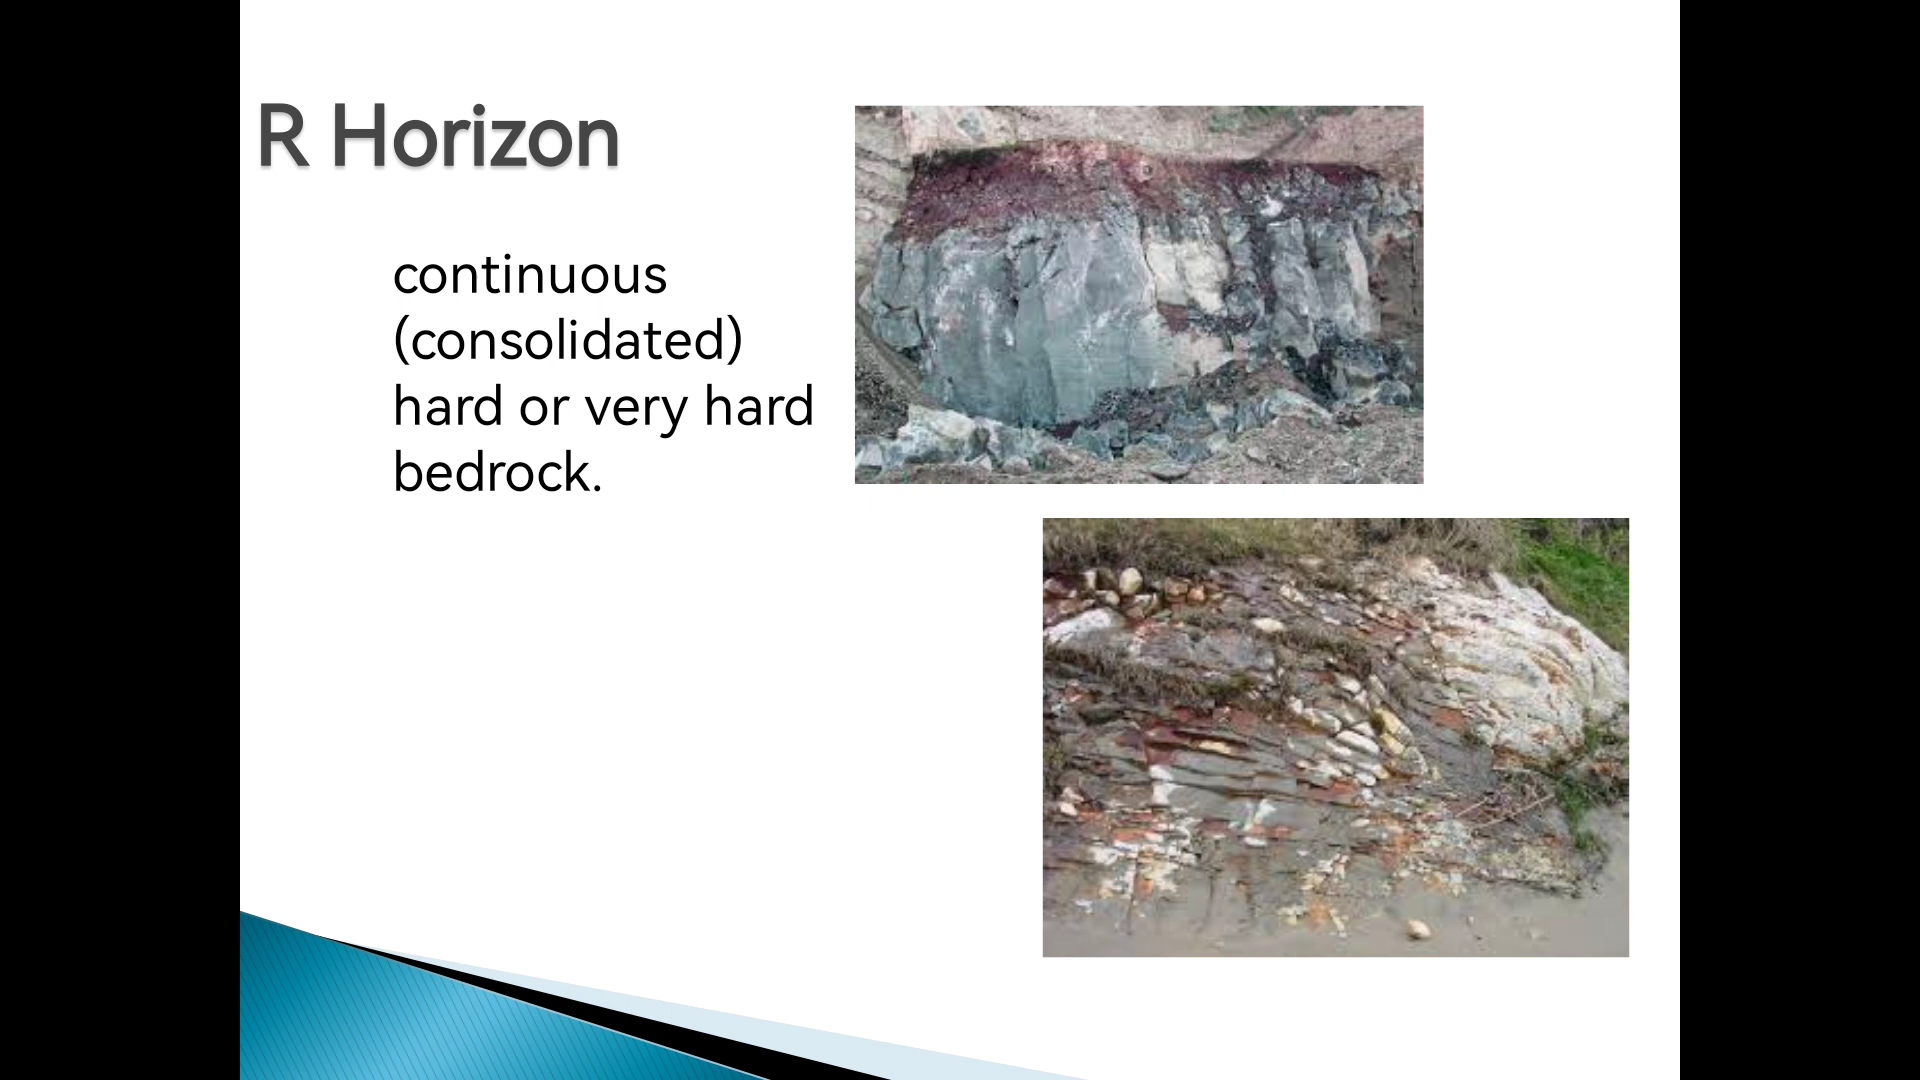 R Horizon
continuous
(consolidated)
hard or very hard
bedrock.